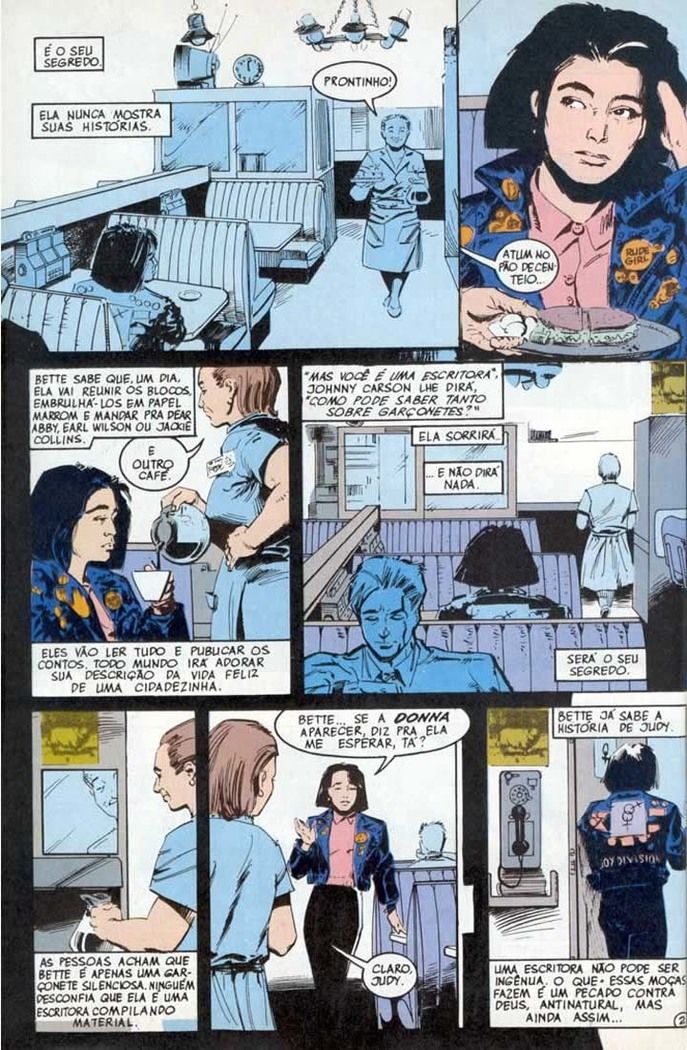 É O SEU
SEGREDO.
ELA NUNCA MOSTRA
SUAS HISTÓRIAS.
PRONTINHO!
ATUM NO
PÃO DE CEN-
TEIO...
RUDE
GIRL
BETTE SABE QUE, UM DIA,
ELA VAI REUNIR OS BLOCOS,
EMBRULHÁ-LOS EM PAPEL
MARROM E MANDAR PRA DEAR
ABBY, EARL WILSON OU JACKIE
COLLINS.
E
OUTRO
CAFÉ.
ELES VÃO LER TUDO E PUBLICAR OS
CONTOS. TODO MUNDO IRÁ ADORAR
SUA DESCRIÇÃO DA VIDA FELIZ
DE UMA CIDADEZINHA.
"MAS VOCÊ É UMA ESCRITORA",
JOHNNY CARSON LHE DIRÁ,
"COMO PODE SABER TANTO
SOBRE GARÇONETES?"
ELA SORRIRÁ...
... E NÃO DIRÁ
NADA.
SERÁ O SEU
SEGREDO.
AS PESSOAS ACHAM QUE
BETTE É APENAS UMA GAR-
ÇONETE SILENCIOSA. NINGUÉM
DESCONFIA QUE ELA É UMA
ESCRITORA COMPILANDO
MATERIAL.
BETTE... SE A DONNA
APARECER, DIZ PRA ELA
ME ESPERAR, TÁ?
CLARO,
JUDY.
BETTE JÁ SABE A
HISTÓRIA DE JUDY.
JOY DIVISION
UMA ESCRITORA NÃO PODE SER
INGÊNUA. O QUE ESSAS MOÇAS
FAZEM É UM PECADO CONTRA
DEUS, ANTINATURAL, MAS
AINDA ASSIM...
2